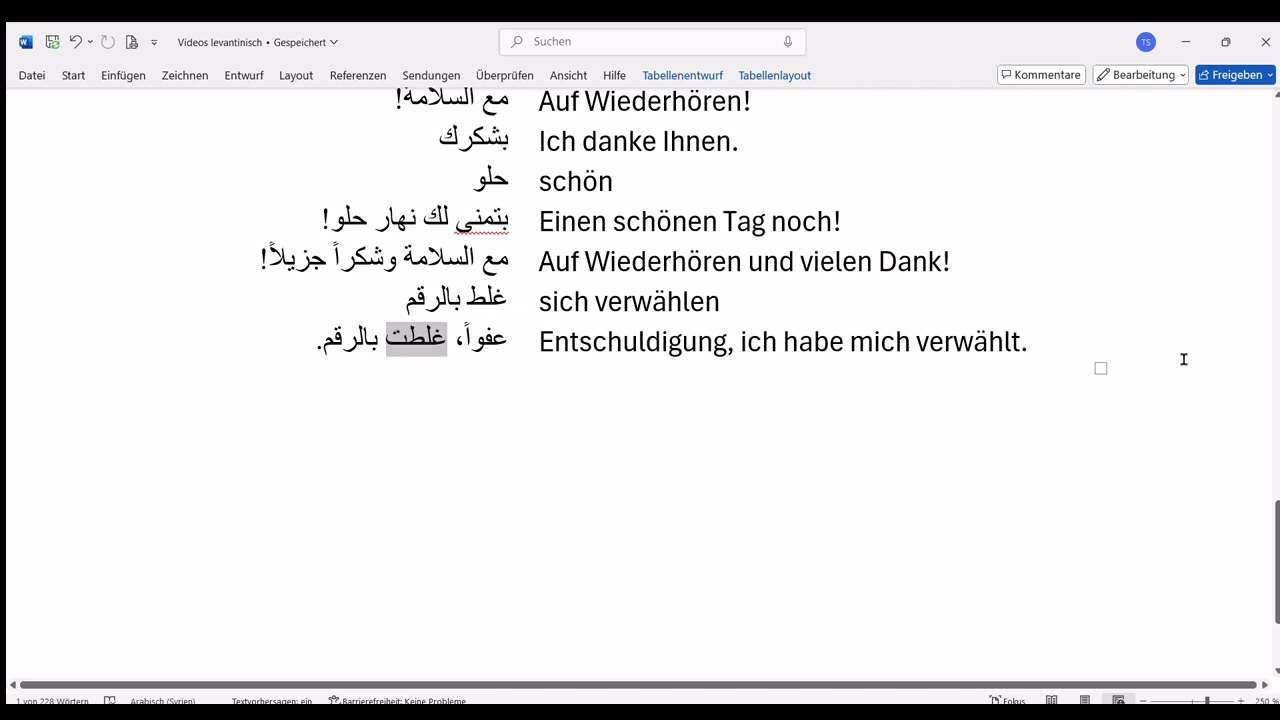 Videos levantinisch • Gespeichert
Suchen
TS
Datei Start Einfügen Zeichnen Entwurf Layout Referenzen Sendungen Überprüfen Ansicht Hilfe Tabellenentwurf Tabellenlayout Kommentare Bearbeitung Freigeben
مع السلامة! Auf Wiederhören!
بشكرك Ich danke Ihnen.
حلو schön
بتمنى لك نهار حلو! Einen schönen Tag noch!
مع السلامة وشكراً جزيلاً! Auf Wiederhören und vielen Dank!
غلط بالرقم sich verwählen
عفواً، غلطت بالرقم. Entschuldigung, ich habe mich verwählt.
1 von 228 Wörtern Arabisch (Syrien) Textvorhersagen: ein Barrierefreiheit: Keine Probleme Fokus 250 %